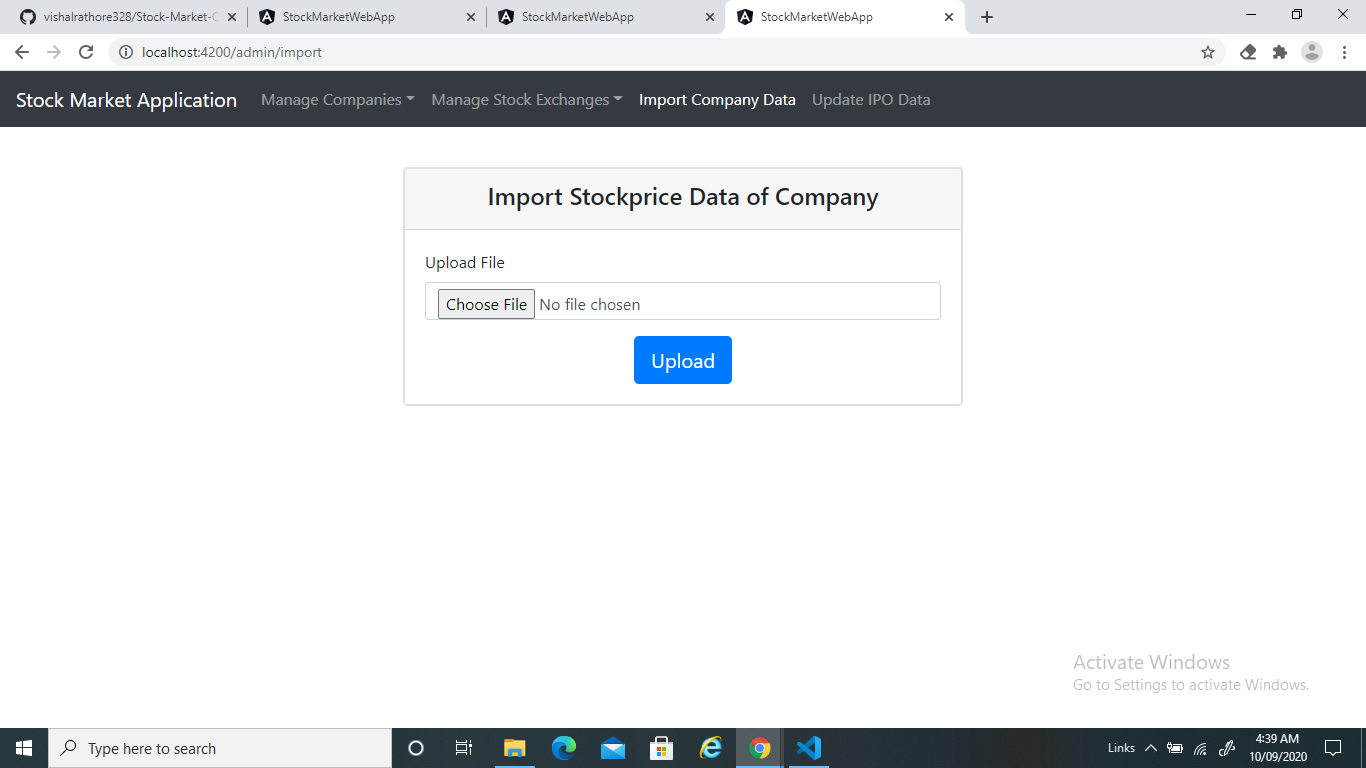 vishalrathore328/Stock-Market-C
StockMarketWebApp
StockMarketWebApp
StockMarketWebApp
localhost:4200/admin/import
Stock Market Application Manage Companies Manage Stock Exchanges Import Company Data Update IPO Data
Import Stockprice Data of Company
Upload File
Choose File No file chosen
Upload
Activate Windows
Go to Settings to activate Windows.
Type here to search
Links
4:39 AM
10/09/2020